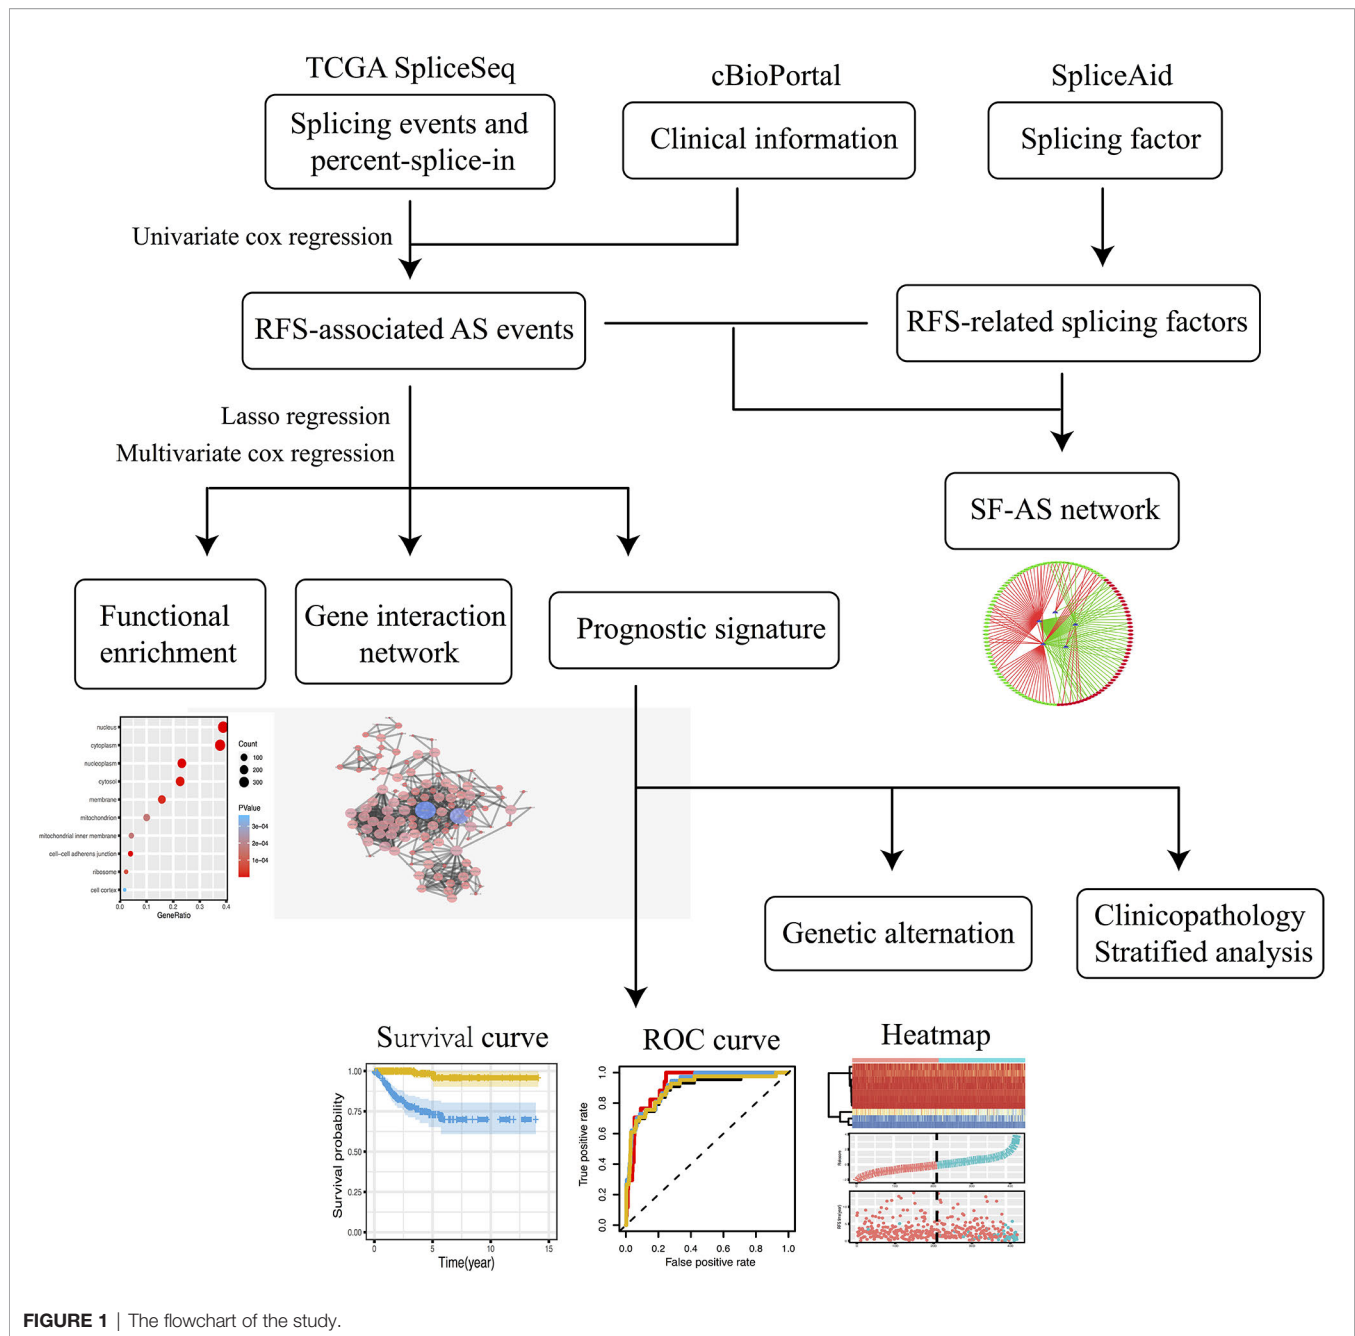 TCGA SpliceSeq
cBioPortal
SpliceAid
Splicing events and
percent-splice-in
Clinical information
Splicing factor
Univariate cox regression
RFS-associated AS events
RFS-related splicing factors
Lasso regression
Multivariate cox regression
SF-AS network
Functional
enrichment
Gene interaction
network
Prognostic signature
nucleus
cytoplasm
nucleoplasm
cytosol
membrane
mitochondrion
mitochondrial inner membrane
cell-cell adherens junction
ribosome
cell cortex
0.0 0.1 0.2 0.3 0.4
GeneRatio
Count
100
200
300
PValue
3e-04
2e-04
1e-04
Genetic alternation
Clinicopathology
Stratified analysis
Survival curve
1.00
0.75
0.50
0.25
0.00
Survival probability
0 5 10 15
Time(year)
ROC curve
1.0
0.8
0.6
0.4
0.2
0.0
True positive rate
0.0 0.2 0.4 0.6 0.8 1.0
False positive rate
Heatmap
FIGURE 1 | The flowchart of the study.